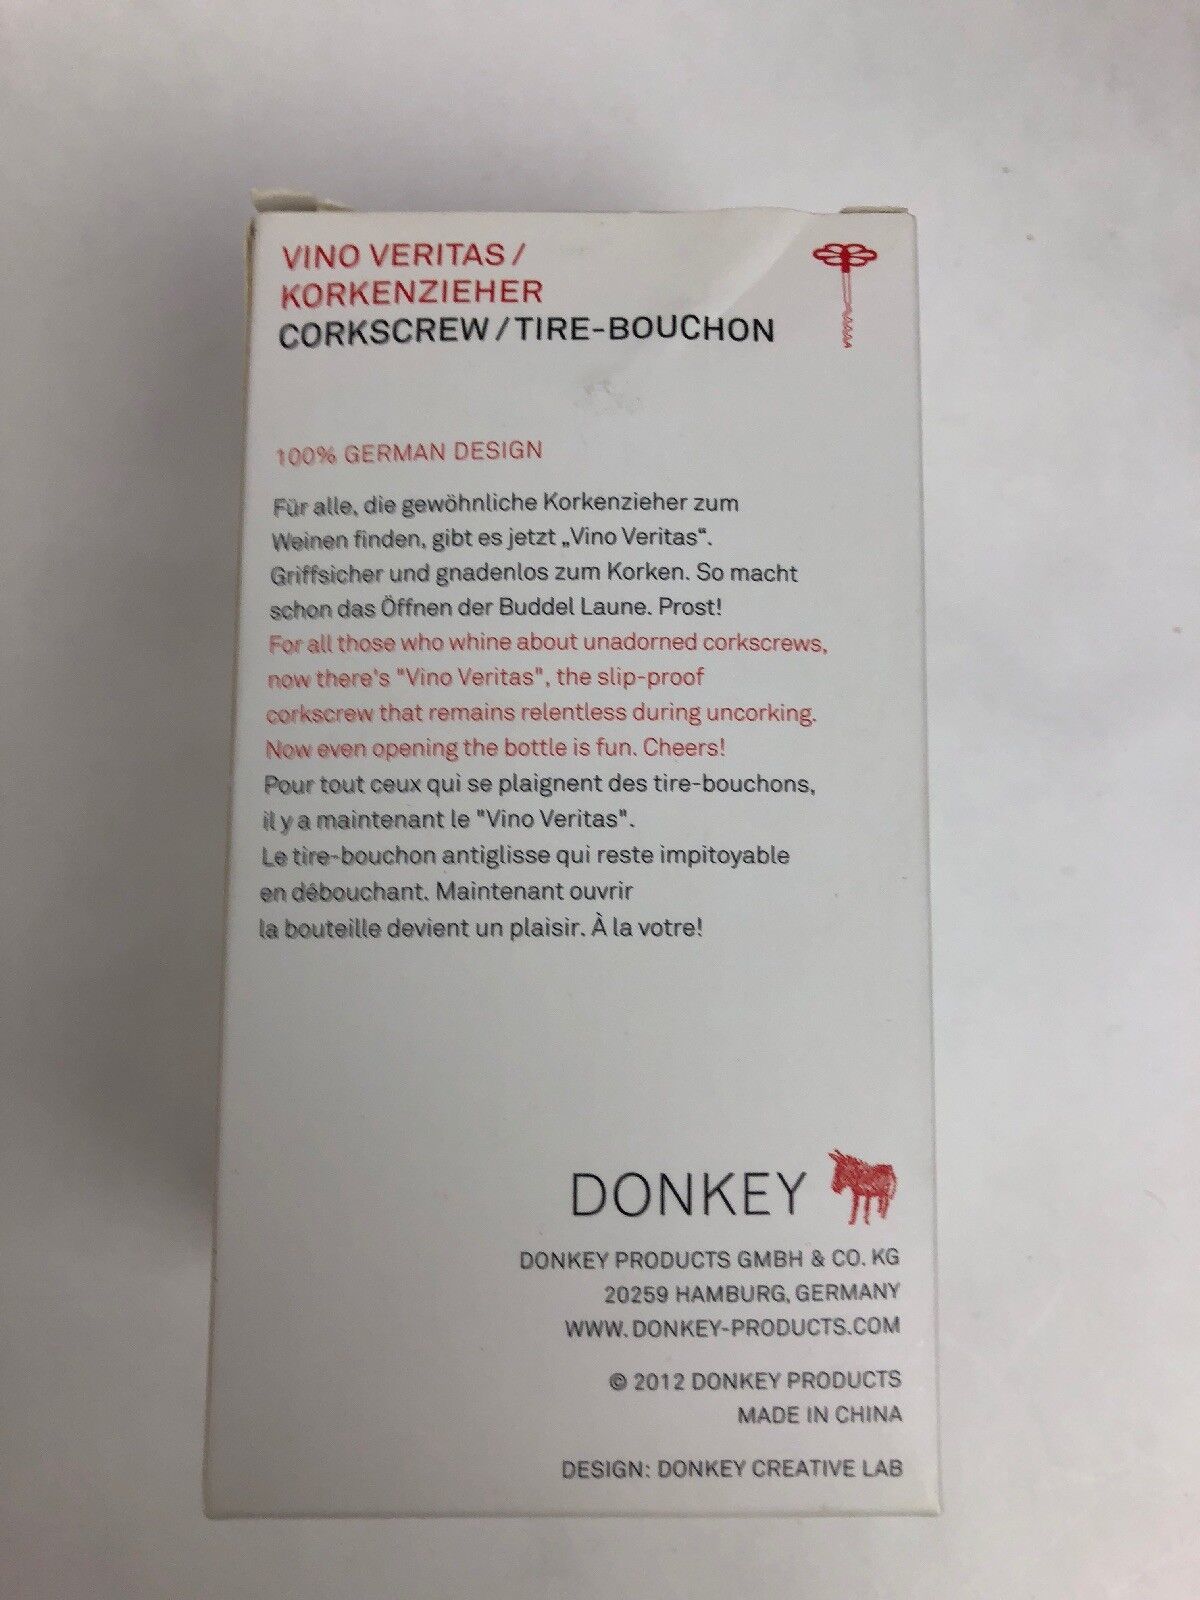 VINO VERITAS /
KORKENZIEHER
CORKSCREW / TIRE-BOUCHON
100% GERMAN DESIGN
Für alle, die gewöhnliche Korkenzieher zum
Weinen finden, gibt es jetzt „Vino Veritas“.
Griffsicher und gnadenlos zum Korken. So macht
schon das Öffnen der Buddel Laune. Prost!
For all those who whine about unadorned corkscrews,
now there's "Vino Veritas", the slip-proof
corkscrew that remains relentless during uncorking.
Now even opening the bottle is fun. Cheers!
Pour tout ceux qui se plaignent des tire-bouchons,
il y a maintenant le "Vino Veritas".
Le tire-bouchon antiglisse qui reste impitoyable
en débouchant. Maintenant ouvrir
la bouteille devient un plaisir. À la votre!
DONKEY
DONKEY PRODUCTS GMBH & CO. KG
20259 HAMBURG, GERMANY
WWW.DONKEY-PRODUCTS.COM
© 2012 DONKEY PRODUCTS
MADE IN CHINA
DESIGN: DONKEY CREATIVE LAB